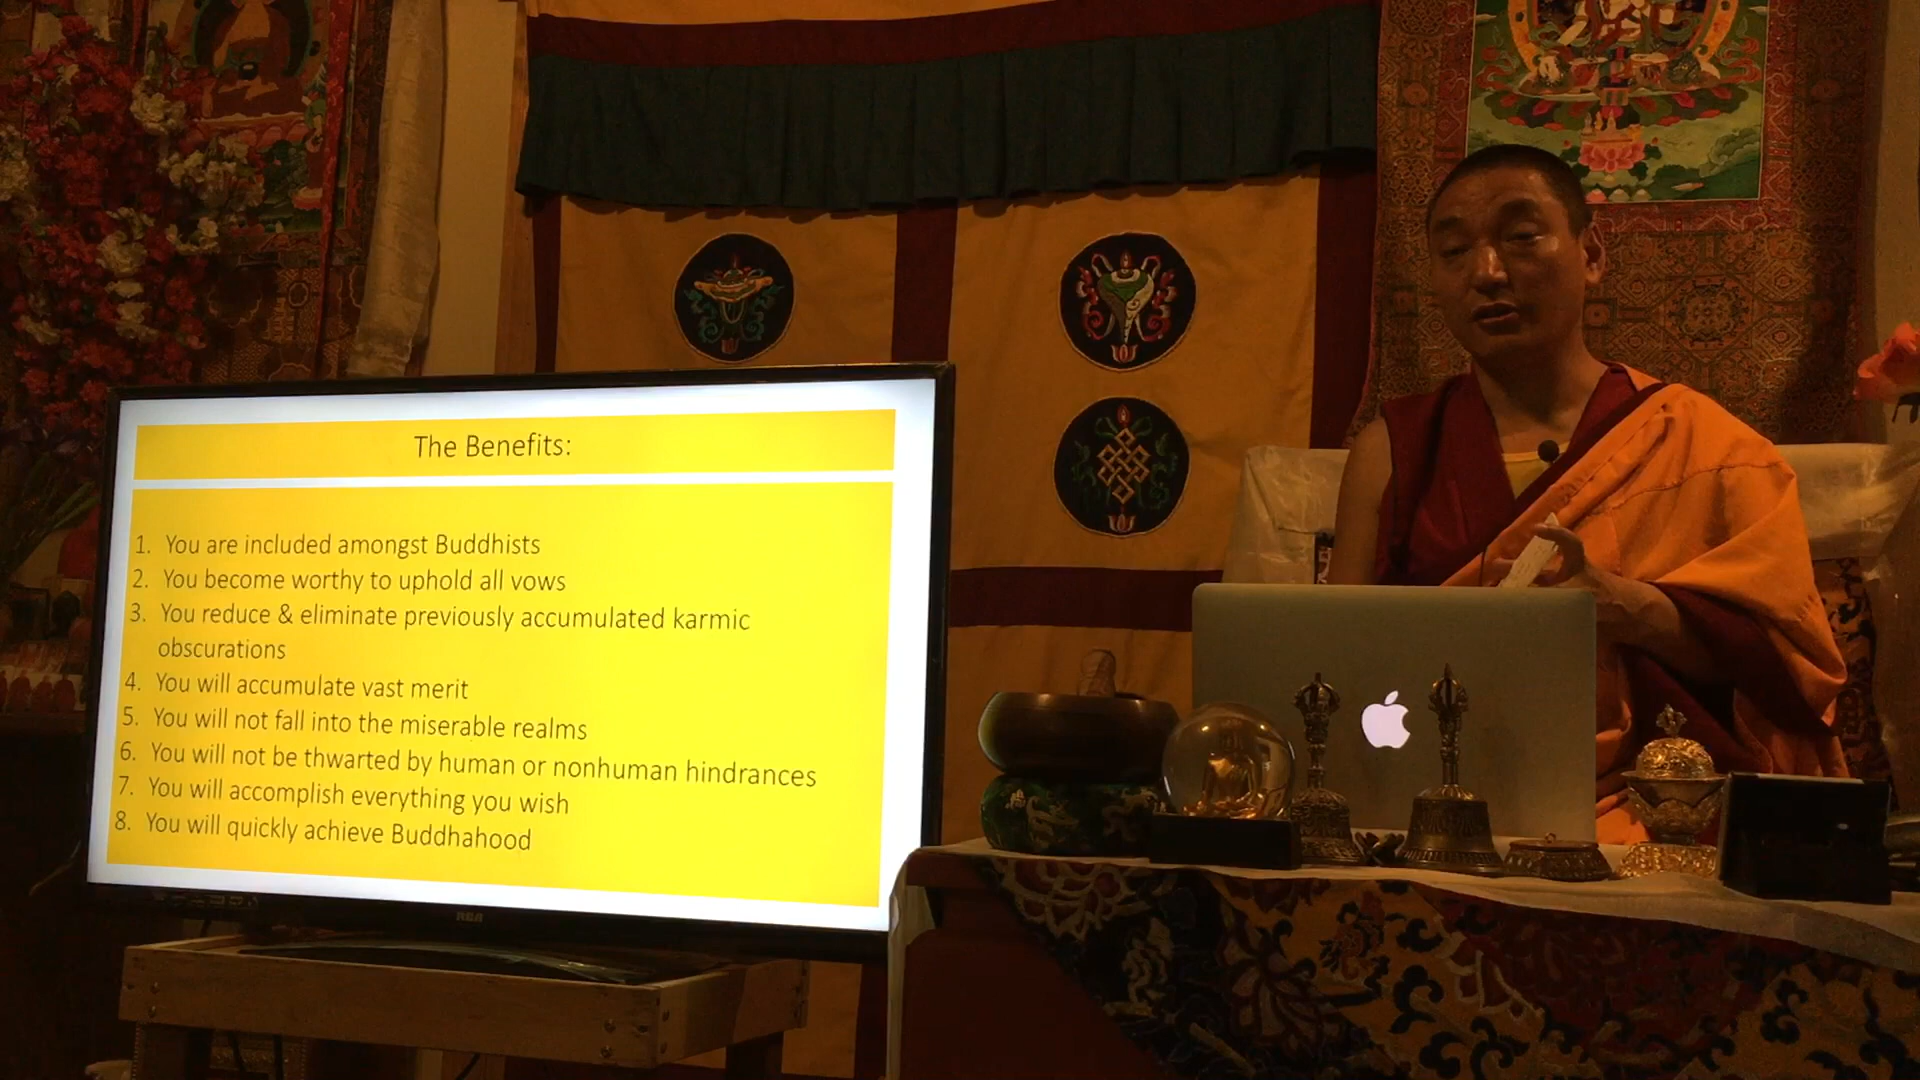 The Benefits:
1. You are included amongst Buddhists
2. You become worthy to uphold all vows
3. You reduce & eliminate previously accumulated karmic
obscurations
4. You will accumulate vast merit
5. You will not fall into the miserable realms
6. You will not be thwarted by human or nonhuman hindrances
7. You will accomplish everything you wish
8. You will quickly achieve Buddhahood
RCA